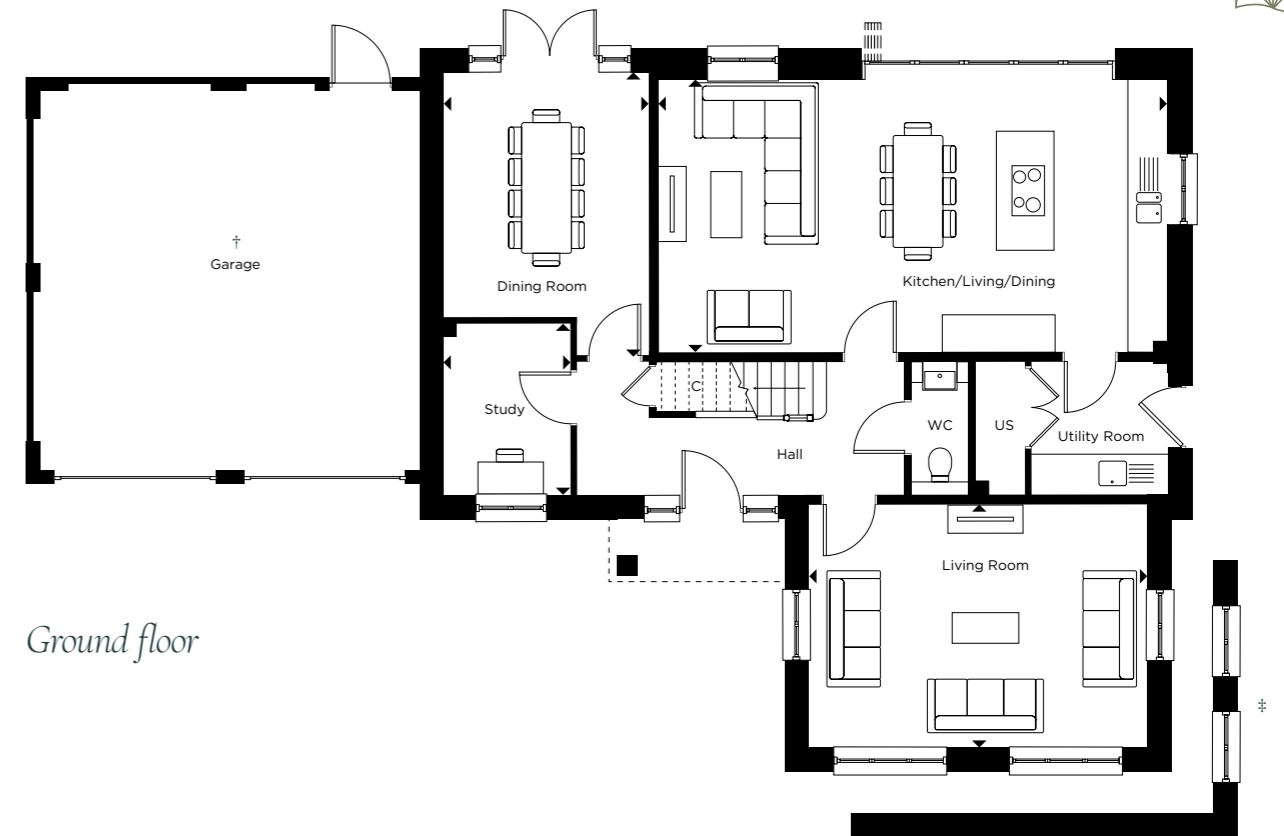 †
Garage
Dining Room
Kitchen/Living/Dining
Study
C
WC
US
Utility Room
Hall
Living Room
Ground floor
‡